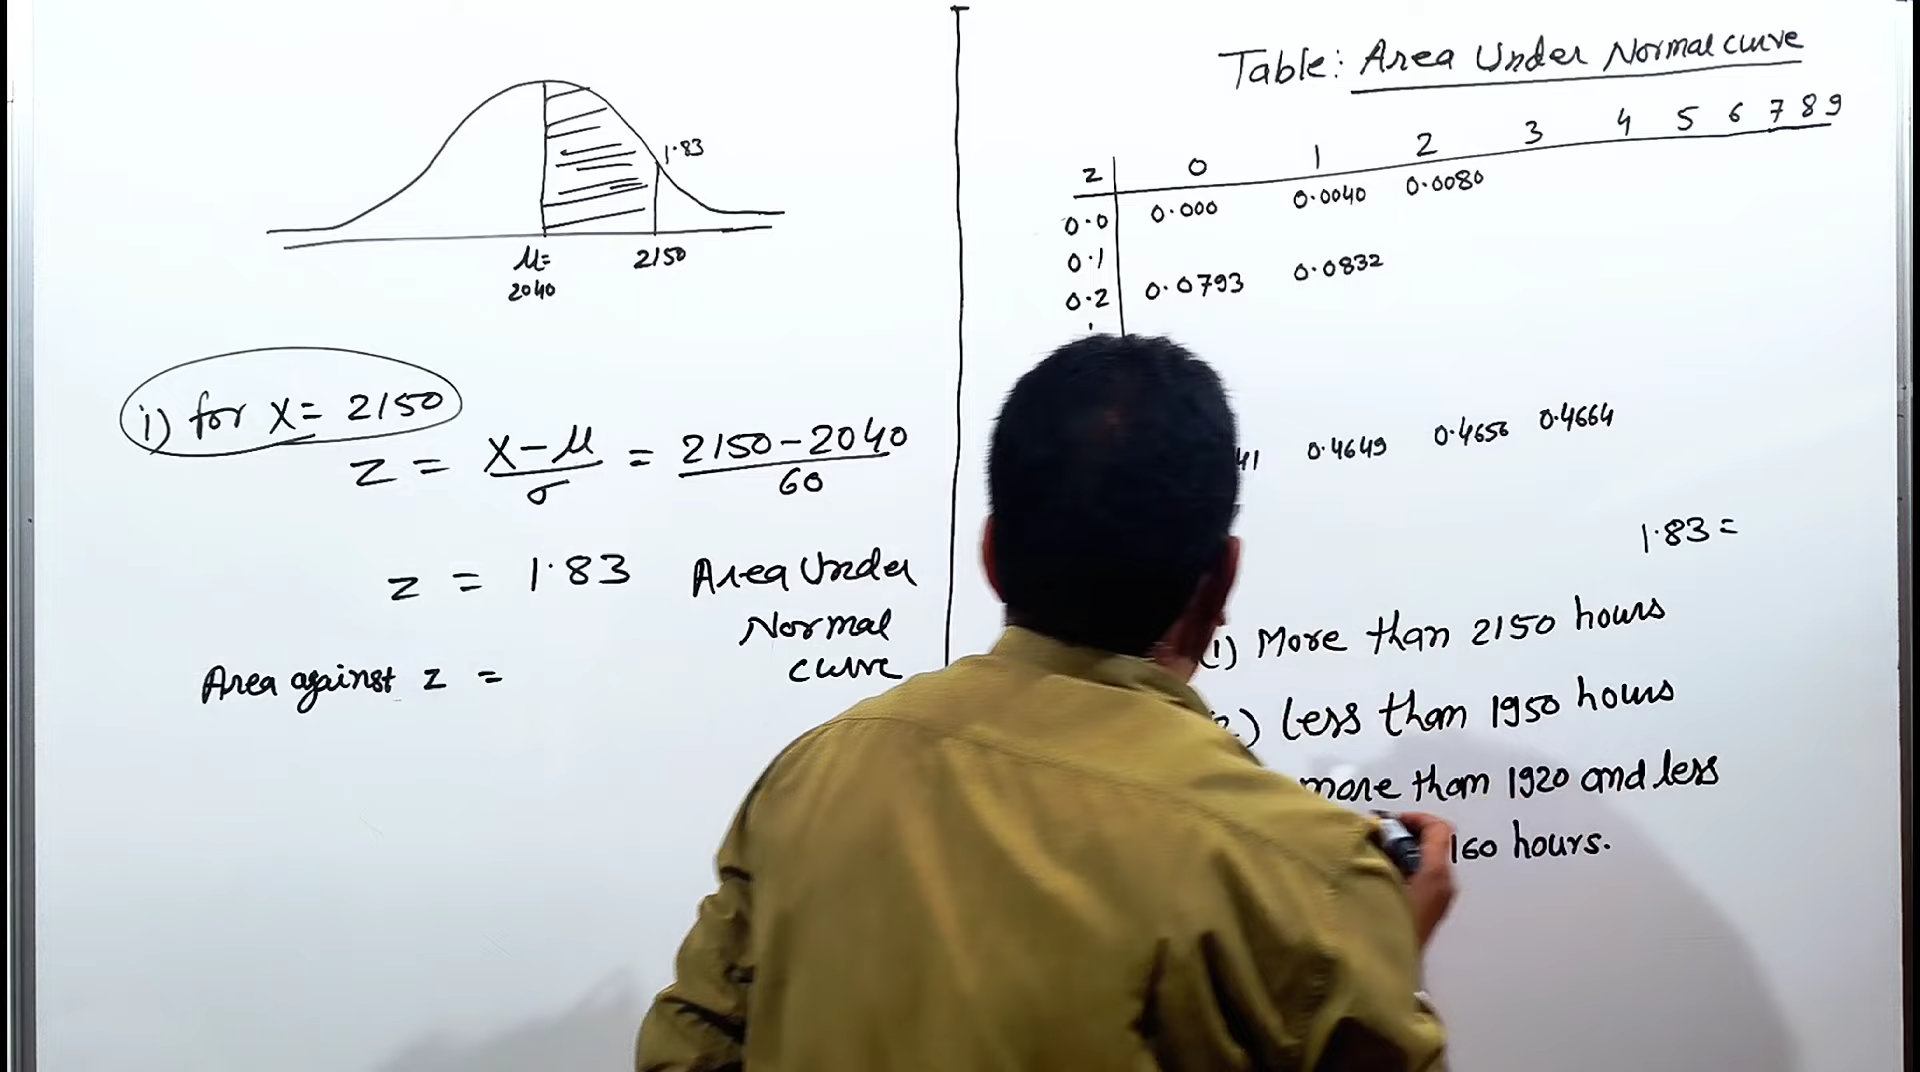 1.83
μ=
2040
2150
i) for X = 2150
z = X-μ/σ = 2150-2040/60
z = 1.83 Area Under
Normal
curve
Area against z =
Table: Area Under Normal curve
z 0 1 2 3 4 5 6 7 8 9
0.0 0.000 0.0040 0.0080
0.1
0.2 0.0793 0.0832
41 0.4649 0.4656 0.4664
1.83 =
(1) More than 2150 hours
2) Less than 1950 hours
more than 1920 and less
160 hours.